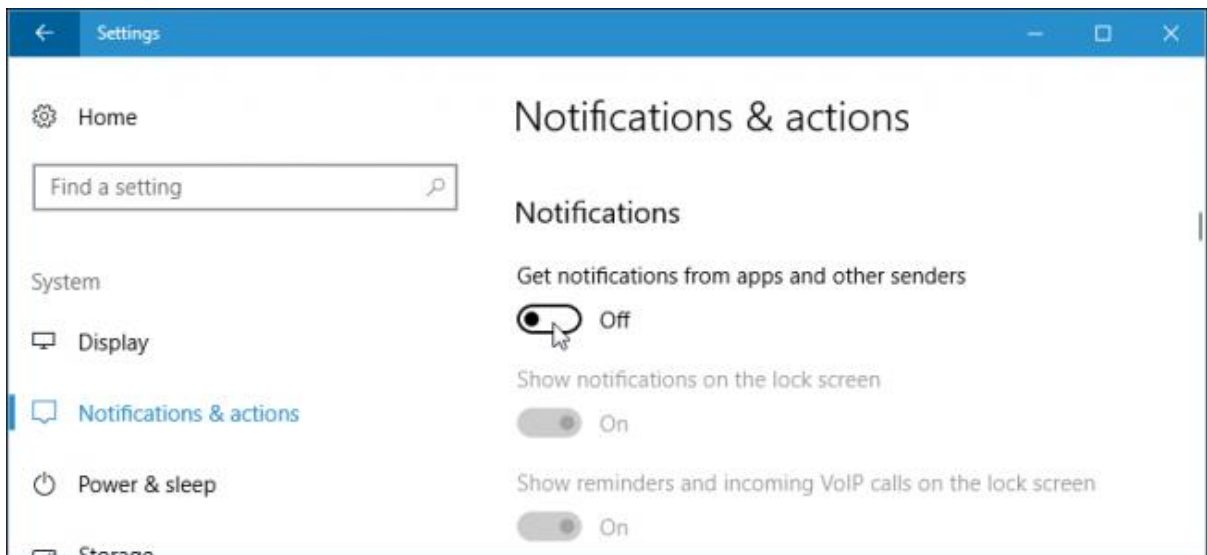 Settings
Home
Find a setting
System
Display
Notifications & actions
Power & sleep
Storage
Notifications & actions
Notifications
Get notifications from apps and other senders
Off
Show notifications on the lock screen
On
Show reminders and incoming VoIP calls on the lock screen
On